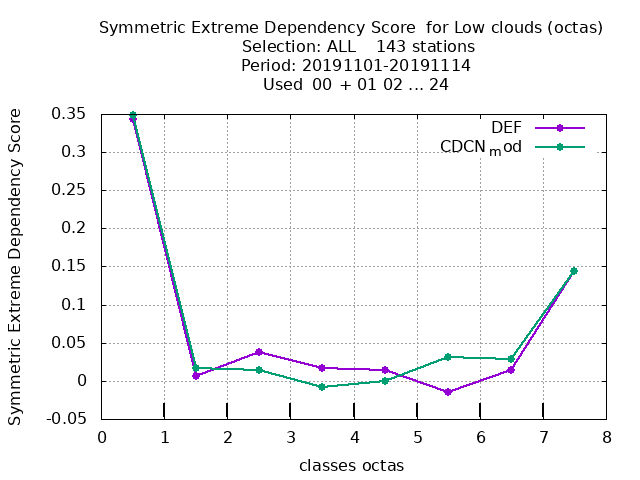 Symmetric Extreme Dependency Score  for Low clouds (octas)
Selection: ALL    143 stations
Period: 20191101-20191114
Used  00  + 01 02 ... 24
Symmetric Extreme Dependency Score
0.35
0.3
0.25
0.2
0.15
0.1
0.05
0
-0.05
DEF
CDCNmod
0 1 2 3 4 5 6 7 8
classes octas